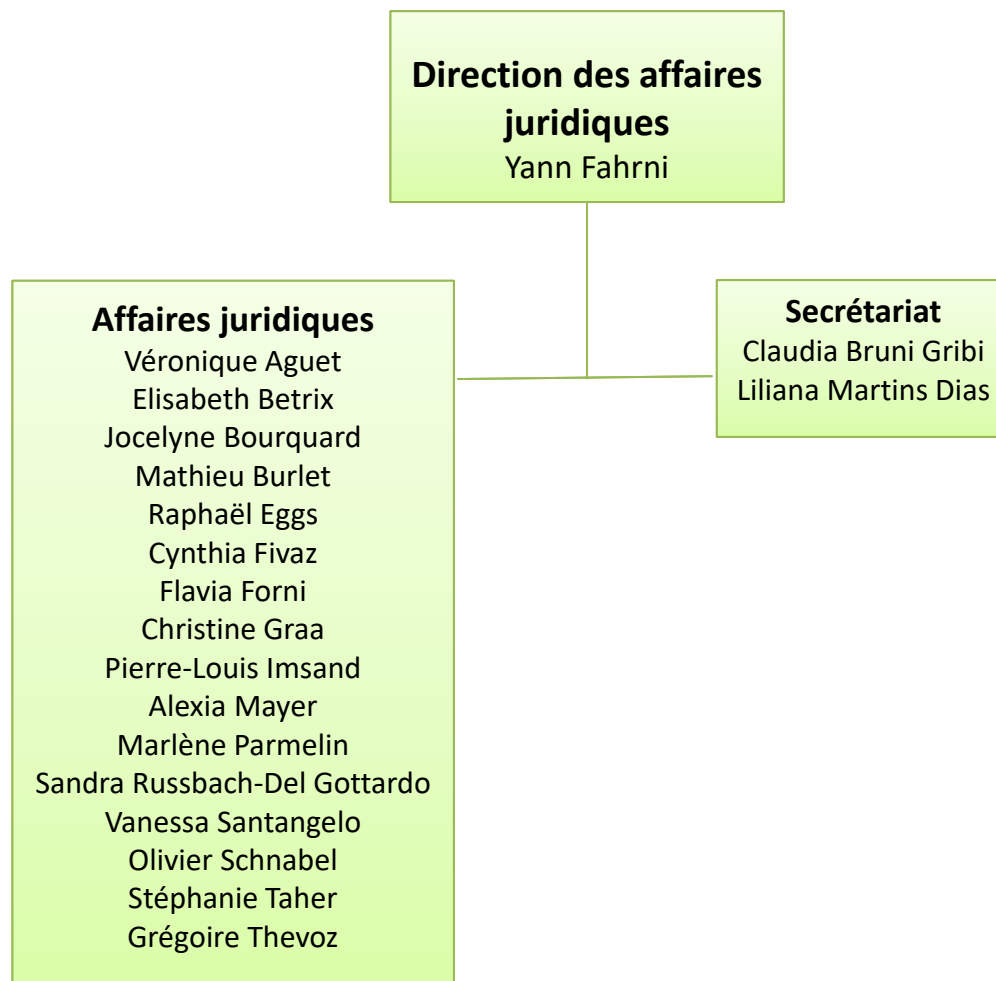 Direction des affaires
juridiques
Yann Fahrni
Affaires juridiques
Véronique Aguet
Elisabeth Betrix
Jocelyne Bourquard
Mathieu Burlet
Raphaël Eggs
Cynthia Fivaz
Flavia Forni
Christine Graa
Pierre-Louis Imsand
Alexia Mayer
Marlène Parmelin
Sandra Russbach-Del Gottardo
Vanessa Santangelo
Olivier Schnabel
Stéphanie Taher
Grégoire Thevoz
Secrétariat
Claudia Bruni Gribi
Liliana Martins Dias